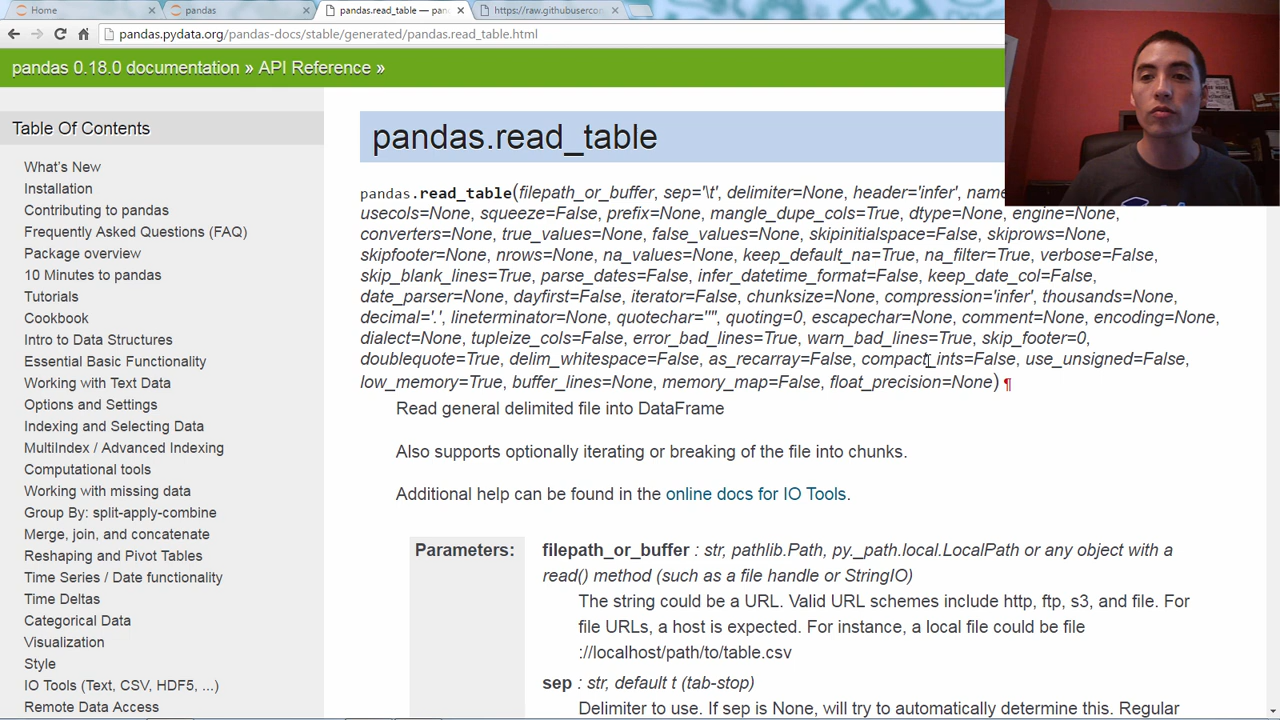 Home
pandas
pandas.read_table — pan
https://raw.githubuserco
pandas.pydata.org/pandas-docs/stable/generated/pandas.read_table.html
pandas 0.18.0 documentation » API Reference »
Table Of Contents
What's New
Installation
Contributing to pandas
Frequently Asked Questions (FAQ)
Package overview
10 Minutes to pandas
Tutorials
Cookbook
Intro to Data Structures
Essential Basic Functionality
Working with Text Data
Options and Settings
Indexing and Selecting Data
MultiIndex / Advanced Indexing
Computational tools
Working with missing data
Group By: split-apply-combine
Merge, join, and concatenate
Reshaping and Pivot Tables
Time Series / Date functionality
Time Deltas
Categorical Data
Visualization
Style
IO Tools (Text, CSV, HDF5, ...)
Remote Data Access
pandas.read_table
pandas.read_table(filepath_or_buffer, sep='\t', delimiter=None, header='infer', name
usecols=None, squeeze=False, prefix=None, mangle_dupe_cols=True, dtype=None, engine=None,
converters=None, true_values=None, false_values=None, skipinitialspace=False, skiprows=None,
skipfooter=None, nrows=None, na_values=None, keep_default_na=True, na_filter=True, verbose=False,
skip_blank_lines=True, parse_dates=False, infer_datetime_format=False, keep_date_col=False,
date_parser=None, dayfirst=False, iterator=False, chunksize=None, compression='infer', thousands=None,
decimal='.', lineterminator=None, quotechar='"', quoting=0, escapechar=None, comment=None, encoding=None,
dialect=None, tupleize_cols=False, error_bad_lines=True, warn_bad_lines=True, skip_footer=0,
doublequote=True, delim_whitespace=False, as_recarray=False, compact_ints=False, use_unsigned=False,
low_memory=True, buffer_lines=None, memory_map=False, float_precision=None) ¶
Read general delimited file into DataFrame
Also supports optionally iterating or breaking of the file into chunks.
Additional help can be found in the online docs for IO Tools.
Parameters:
filepath_or_buffer : str, pathlib.Path, py._path.local.LocalPath or any object with a
read() method (such as a file handle or StringIO)
The string could be a URL. Valid URL schemes include http, ftp, s3, and file. For
file URLs, a host is expected. For instance, a local file could be file
://localhost/path/to/table.csv
sep : str, default t (tab-stop)
Delimiter to use. If sep is None, will try to automatically determine this. Regular